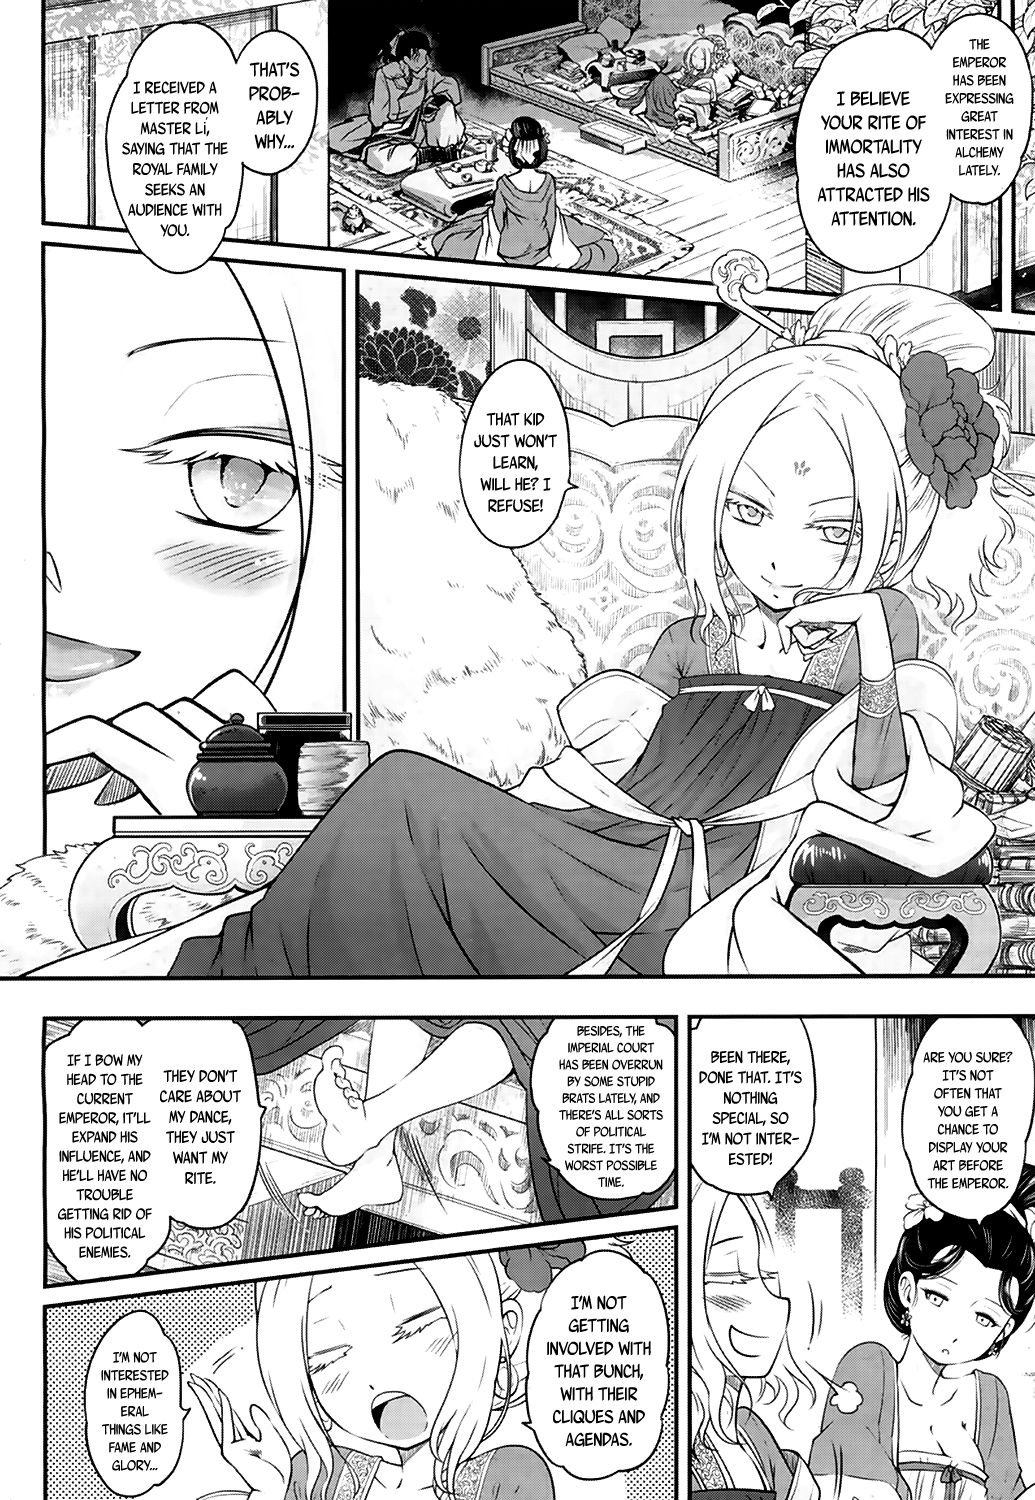 THE
EMPEROR
HAS BEEN
EXPRESSING
GREAT
INTEREST IN
ALCHEMY
LATELY.
I BELIEVE
YOUR RITE OF
IMMORTALITY
HAS ALSO
ATTRACTED HIS
ATTENTION.
THAT'S
PROB-
ABLY
WHY...
I RECEIVED A
LETTER FROM
MASTER LÍ,
SAYING THAT THE
ROYAL FAMILY
SEEKS AN
AUDIENCE WITH
YOU.
THAT KID
JUST WON'T
LEARN,
WILL HE? I
REFUSE!
ARE YOU SURE?
IT'S NOT
OFTEN THAT
YOU GET A
CHANCE TO
DISPLAY YOUR
ART BEFORE
THE EMPEROR.
BEEN THERE,
DONE THAT. IT'S
NOTHING
SPECIAL, SO
I'M NOT INTER-
ESTED!
BESIDES, THE
IMPERIAL COURT
HAS BEEN OVERRUN
BY SOME STUPID
BRATS LATELY, AND
THERE'S ALL SORTS
OF POLITICAL
STRIFE. IT'S THE
WORST POSSIBLE
TIME.
THEY DON'T
CARE ABOUT
MY DANCE,
THEY JUST
WANT MY
RITE.
IF I BOW MY
HEAD TO THE
CURRENT
EMPEROR, IT'LL
EXPAND HIS
INFLUENCE, AND
HE'LL HAVE NO
TROUBLE
GETTING RID OF
HIS POLITICAL
ENEMIES.
I'M NOT
GETTING
INVOLVED WITH
THAT BUNCH,
WITH THEIR
CLIQUES AND
AGENDAS.
I'M NOT
INTERESTED
IN EPHEM-
ERAL
THINGS LIKE
FAME AND
GLORY...